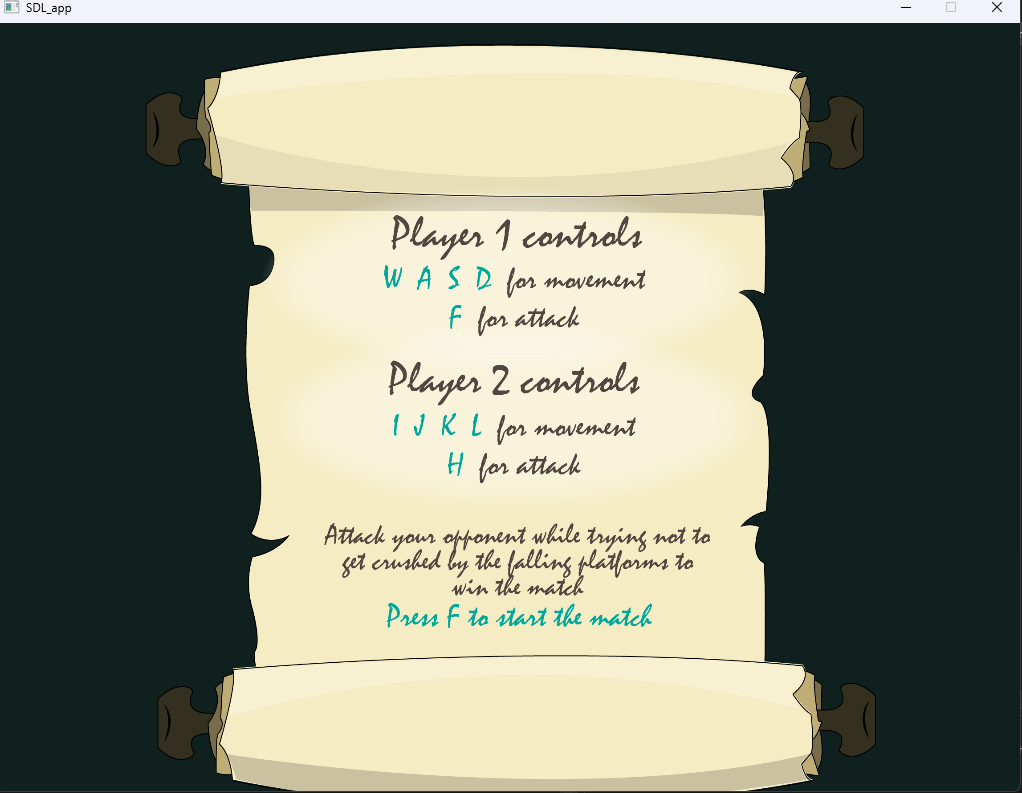 SDL_app
Player 1 controls
W A S D for movement
F for attack
Player 2 controls
I J K L for movement
H for attack
Attack your opponent while trying not to
get crushed by the falling platforms to
win the match
Press F to start the match